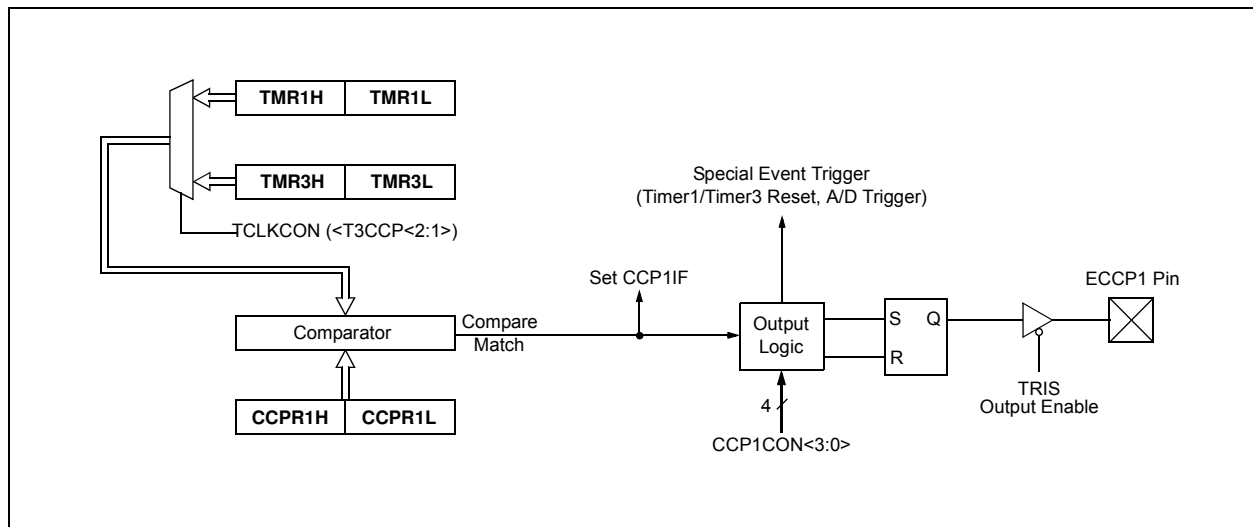 TMR1H TMR1L
TMR3H TMR3L
TCLKCON (<T3CCP<2:1>)
Special Event Trigger
(Timer1/Timer3 Reset, A/D Trigger)
Set CCP1IF
ECCP1 Pin
Comparator
Compare
Match
Output
Logic
S Q
R
TRIS
Output Enable
CCPR1H CCPR1L
4
CCP1CON<3:0>